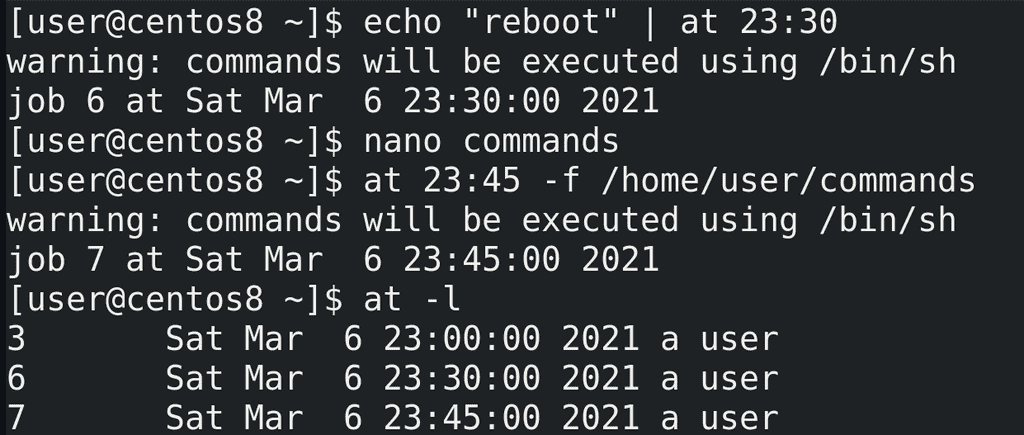 [user@centos8 ~]$ echo "reboot" | at 23:30
warning: commands will be executed using /bin/sh
job 6 at Sat Mar  6 23:30:00 2021
[user@centos8 ~]$ nano commands
[user@centos8 ~]$ at 23:45 -f /home/user/commands
warning: commands will be executed using /bin/sh
job 7 at Sat Mar  6 23:45:00 2021
[user@centos8 ~]$ at -l
3       Sat Mar  6 23:00:00 2021 a user
6       Sat Mar  6 23:30:00 2021 a user
7       Sat Mar  6 23:45:00 2021 a user